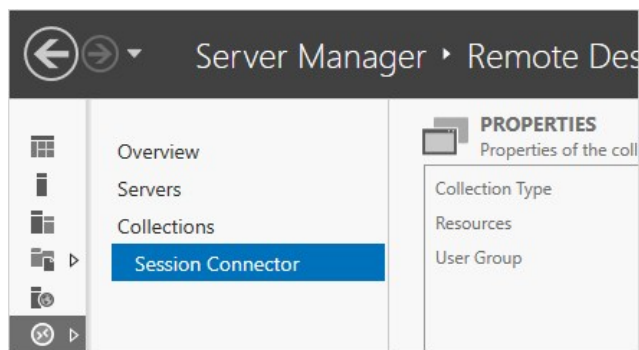 Server Manager ‣ Remote Des
Overview
Servers
Collections
Session Connector
PROPERTIES
Properties of the coll
Collection Type
Resources
User Group